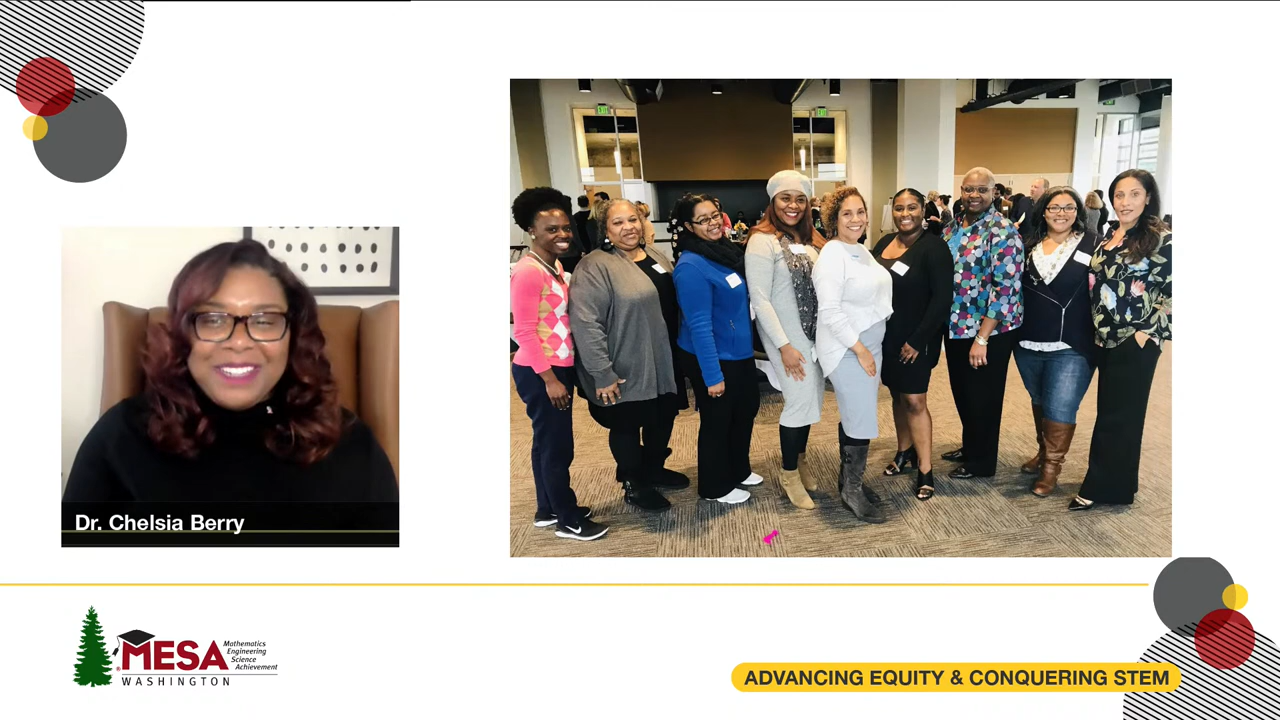 Dr. Chelsia Berry
MESA
Mathematics
Engineering
Science
Achievement
WASHINGTON
ADVANCING EQUITY & CONQUERING STEM